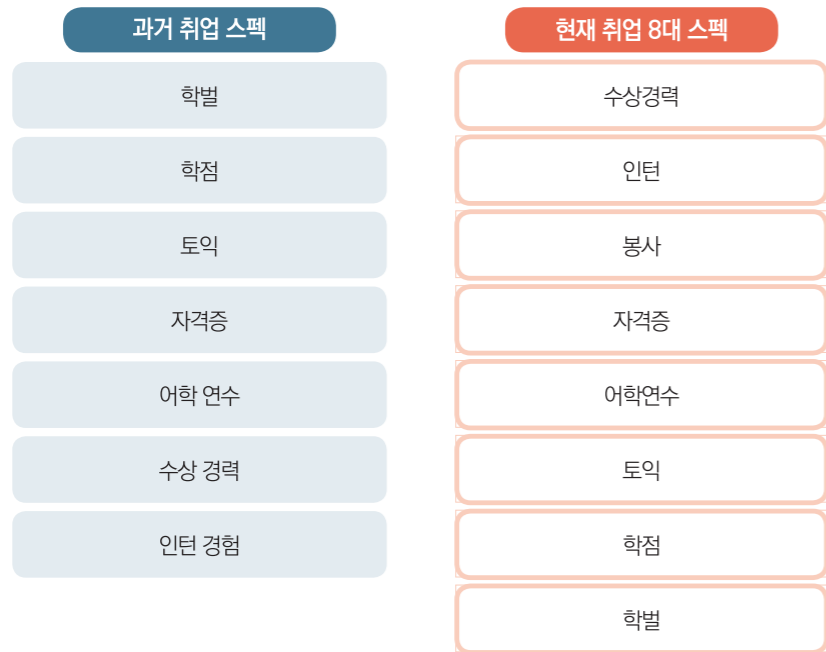 과거 취업 스펙
학벌
학점
토익
자격증
어학 연수
수상 경력
인턴 경험
현재 취업 8대 스펙
수상경력
인턴
봉사
자격증
어학연수
토익
학점
학벌